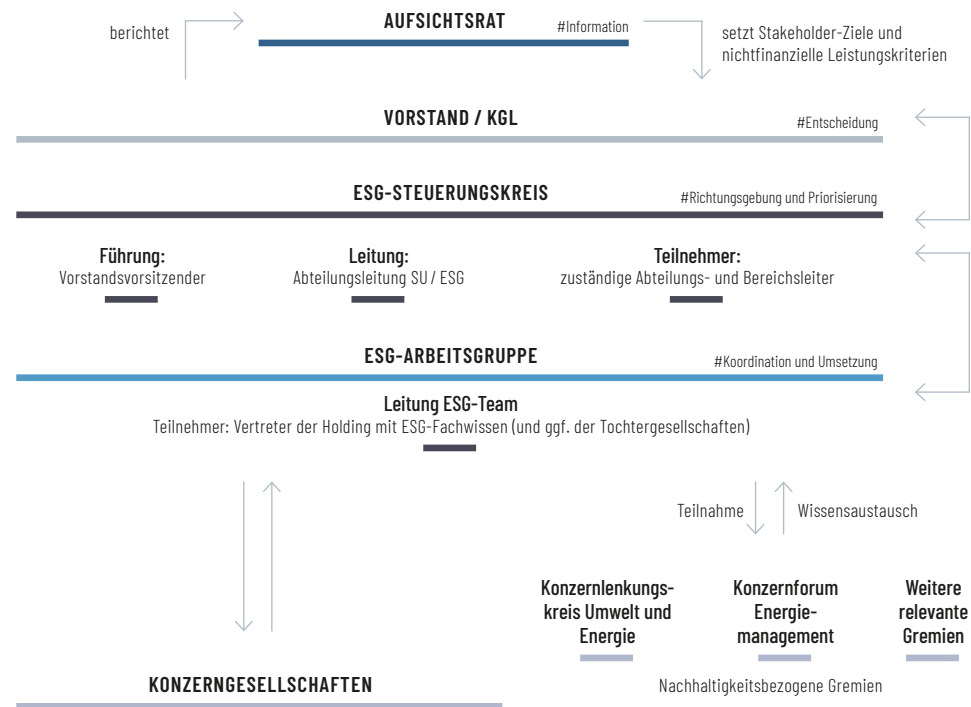 AUFSICHTSRAT
#Information
berichtet
setzt Stakeholder-Ziele und
nichtfinanzielle Leistungskriterien
VORSTAND / KGL
#Entscheidung
ESG-STEUERUNGSKREIS
#Richtungsgebung und Priorisierung
Führung:
Vorstandsvorsitzender
Leitung:
Abteilungsleitung SU / ESG
Teilnehmer:
zuständige Abteilungs- und Bereichsleiter
ESG-ARBEITSGRUPPE
#Koordination und Umsetzung
Leitung ESG-Team
Teilnehmer: Vertreter der Holding mit ESG-Fachwissen (und ggf. der Tochtergesellschaften)
Teilnahme
Wissensaustausch
Konzernlenkungs-
kreis Umwelt und
Energie
Konzernforum
Energie-
management
Weitere
relevante
Gremien
KONZERNGESELLSCHAFTEN
Nachhaltigkeitsbezogene Gremien